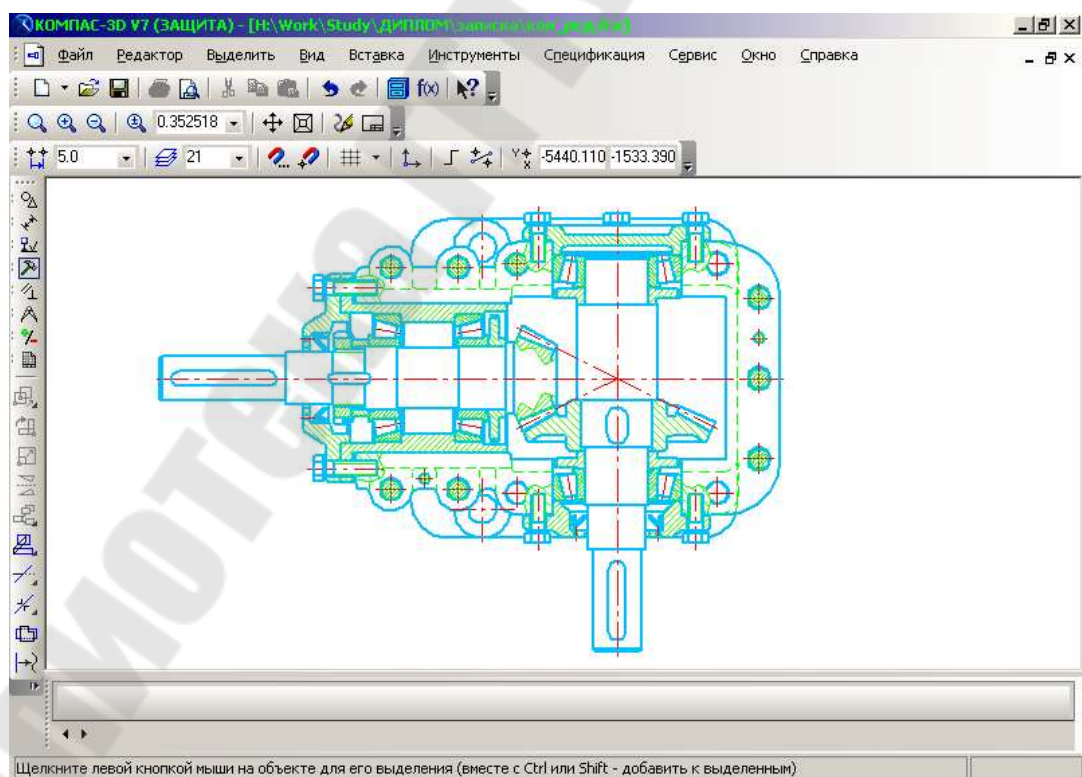 КОМПАС-3D V7 (ЗАЩИТА) - [H:\Work\Study\ДИПЛОМ\записка\
Файл Редактор Выделить Вид Вставка Инструменты Спецификация Сервис Окно Справка
f(x)
0.352518
5.0 21 -5440.110 -1533.390
Щелкните левой кнопкой мыши на объекте для его выделения (вместе с Ctrl или Shift - добавить к выделенным)